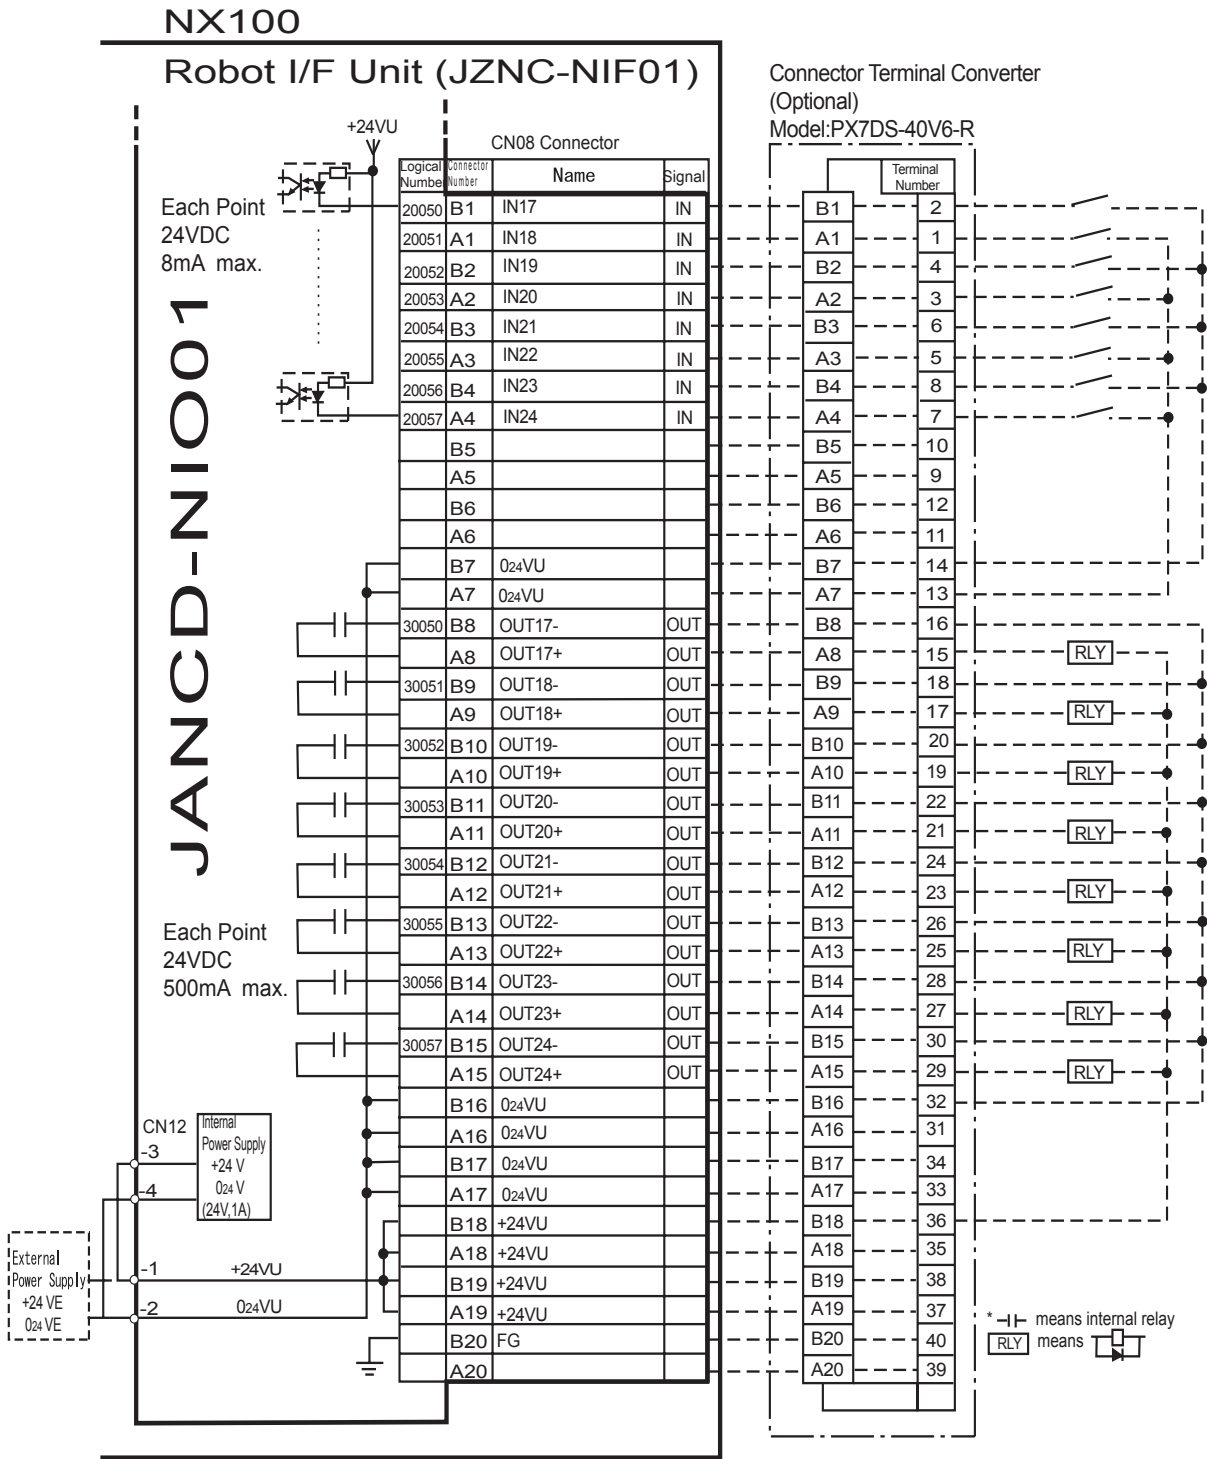 NX100
Robot I/F Unit (JZNC-NIF01)
Connector Terminal Converter
(Optional)
Model:PX7DS-40V6-R
+24VU
CN08 Connector
Logical Number Connector Number Name Signal
Terminal Number
Each Point
24VDC
8mA max.
JANCD-NIO01
20050 B1 IN17 IN B1 2
20051 A1 IN18 IN A1 1
20052 B2 IN19 IN B2 4
20053 A2 IN20 IN A2 3
20054 B3 IN21 IN B3 6
20055 A3 IN22 IN A3 5
20056 B4 IN23 IN B4 8
20057 A4 IN24 IN A4 7
B5 B5 10
A5 A5 9
B6 B6 12
A6 A6 11
B7 024VU B7 14
A7 024VU A7 13
30050 B8 OUT17- OUT B8 16
A8 OUT17+ OUT A8 15 RLY
30051 B9 OUT18- OUT B9 18
A9 OUT18+ OUT A9 17 RLY
30052 B10 OUT19- OUT B10 20
A10 OUT19+ OUT A10 19 RLY
30053 B11 OUT20- OUT B11 22
A11 OUT20+ OUT A11 21 RLY
30054 B12 OUT21- OUT B12 24
A12 OUT21+ OUT A12 23 RLY
30055 B13 OUT22- OUT B13 26
A13 OUT22+ OUT A13 25 RLY
30056 B14 OUT23- OUT B14 28
A14 OUT23+ OUT A14 27 RLY
30057 B15 OUT24- OUT B15 30
A15 OUT24+ OUT A15 29 RLY
B16 024VU B16 32
A16 024VU A16 31
B17 024VU B17 34
A17 024VU A17 33
B18 +24VU B18 36
A18 +24VU A18 35
B19 +24VU B19 38
A19 +24VU A19 37
B20 FG B20 40
A20 A20 39
Each Point
24VDC
500mA max.
CN12
-3
-4
Internal
Power Supply
+24 V
024 V
(24V,1A)
External
Power Supply
+24 VE
024 VE
-1 +24VU
-2 024VU
* means internal relay
RLY means